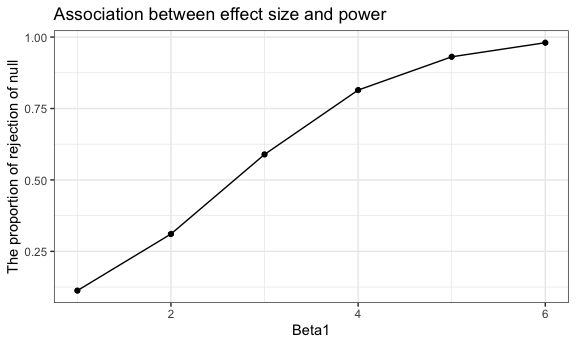 Association between effect size and power
The proportion of rejection of null
1.00
0.75
0.50
0.25
2 4 6
Beta1